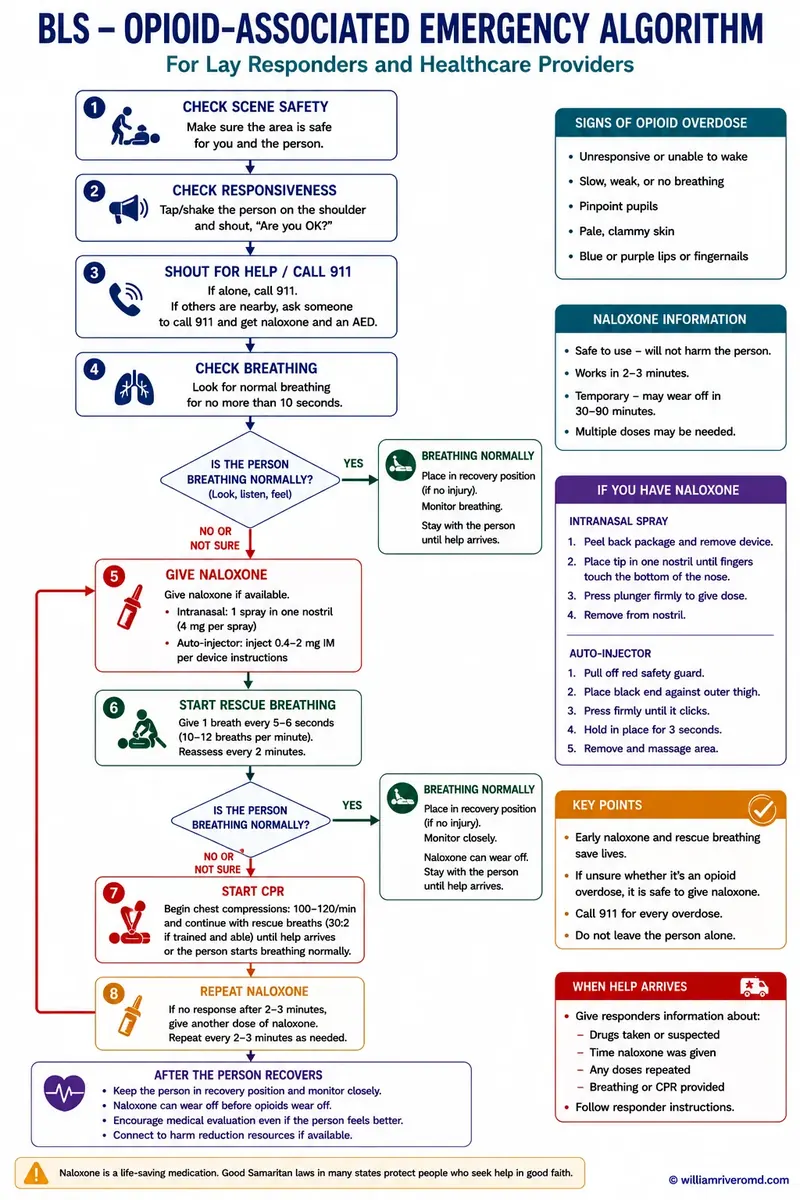 BLS – OPIOID-ASSOCIATED EMERGENCY ALGORITHM
For Lay Responders and Healthcare Providers
1
CHECK SCENE SAFETY
Make sure the area is safe
for you and the person.
2
CHECK RESPONSIVENESS
Tap/shake the person on the shoulder
and shout, “Are you OK?”
3
SHOUT FOR HELP / CALL 911
If alone, call 911.
If others are nearby, ask someone
to call 911 and get naloxone and an AED.
4
CHECK BREATHING
Look for normal breathing
for no more than 10 seconds.
IS THE PERSON
BREATHING NORMALLY?
(Look, listen, feel)
YES
BREATHING NORMALLY
Place in recovery position
(if no injury).
Monitor breathing.
Stay with the person
until help arrives.
NO OR
NOT SURE
5
GIVE NALOXONE
Give naloxone if available.
• Intranasal: 1 spray in one nostril
(4 mg per spray)
• Auto-injector: inject 0.4–2 mg IM
per device instructions
6
START RESCUE BREATHING
Give 1 breath every 5–6 seconds
(10–12 breaths per minute).
Reassess every 2 minutes.
IS THE PERSON
BREATHING NORMALLY?
YES
BREATHING NORMALLY
Place in recovery position
(if no injury).
Monitor closely.
Naloxone can wear off.
Stay with the person
until help arrives.
NO OR
NOT SURE
7
START CPR
Begin chest compressions: 100–120/min
and continue with rescue breaths (30:2
if trained and able) until help arrives
or the person starts breathing normally.
8
REPEAT NALOXONE
If no response after 2–3 minutes,
give another dose of naloxone.
Repeat every 2–3 minutes as needed.
AFTER THE PERSON RECOVERS
• Keep the person in recovery position and monitor closely.
• Naloxone can wear off before opioids wear off.
• Encourage medical evaluation even if the person feels better.
• Connect to harm reduction resources if available.
SIGNS OF OPIOID OVERDOSE
• Unresponsive or unable to wake
• Slow, weak, or no breathing
• Pinpoint pupils
• Pale, clammy skin
• Blue or purple lips or fingernails
NALOXONE INFORMATION
• Safe to use – will not harm the person.
• Works in 2–3 minutes.
• Temporary – may wear off in
30–90 minutes.
• Multiple doses may be needed.
IF YOU HAVE NALOXONE
INTRANASAL SPRAY
1. Peel back package and remove device.
2. Place tip in one nostril until fingers
touch the bottom of the nose.
3. Press plunger firmly to give dose.
4. Remove from nostril.
AUTO-INJECTOR
1. Pull off red safety guard.
2. Place black end against outer thigh.
3. Press firmly until it clicks.
4. Hold in place for 3 seconds.
5. Remove and massage area.
KEY POINTS
• Early naloxone and rescue breathing
save lives.
• If unsure whether it’s an opioid
overdose, it is safe to give naloxone.
• Call 911 for every overdose.
• Do not leave the person alone.
WHEN HELP ARRIVES
• Give responders information about:
– Drugs taken or suspected
– Time naloxone was given
– Any doses repeated
– Breathing or CPR provided
• Follow responder instructions.
Naloxone is a life-saving medication. Good Samaritan laws in many states protect people who seek help in good faith.
© williamriveromd.com